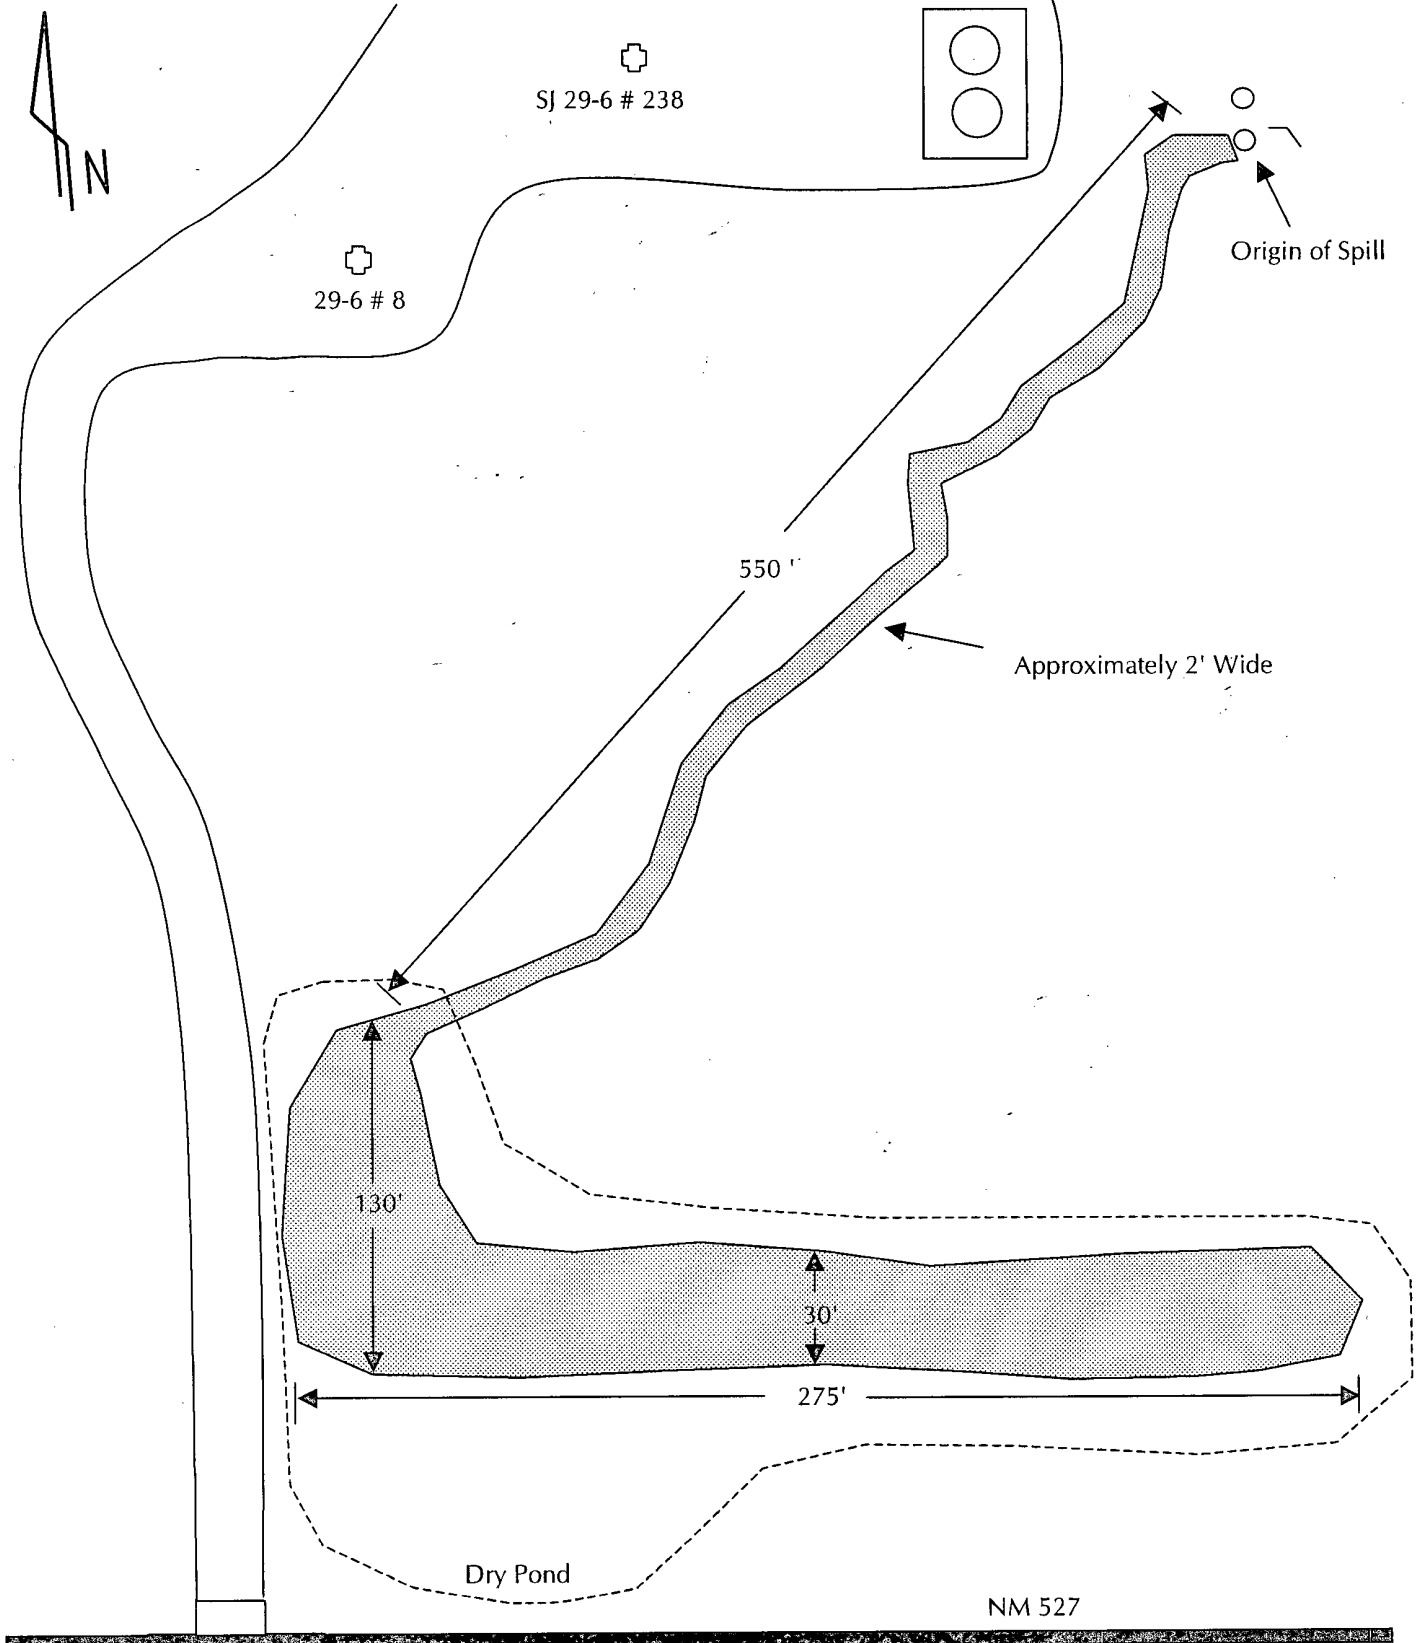 SJ 29-6 # 238
N
Origin of Spill
29-6 # 8
550 '
Approximately 2' Wide
130'
30'
275'
Dry Pond
NM 527